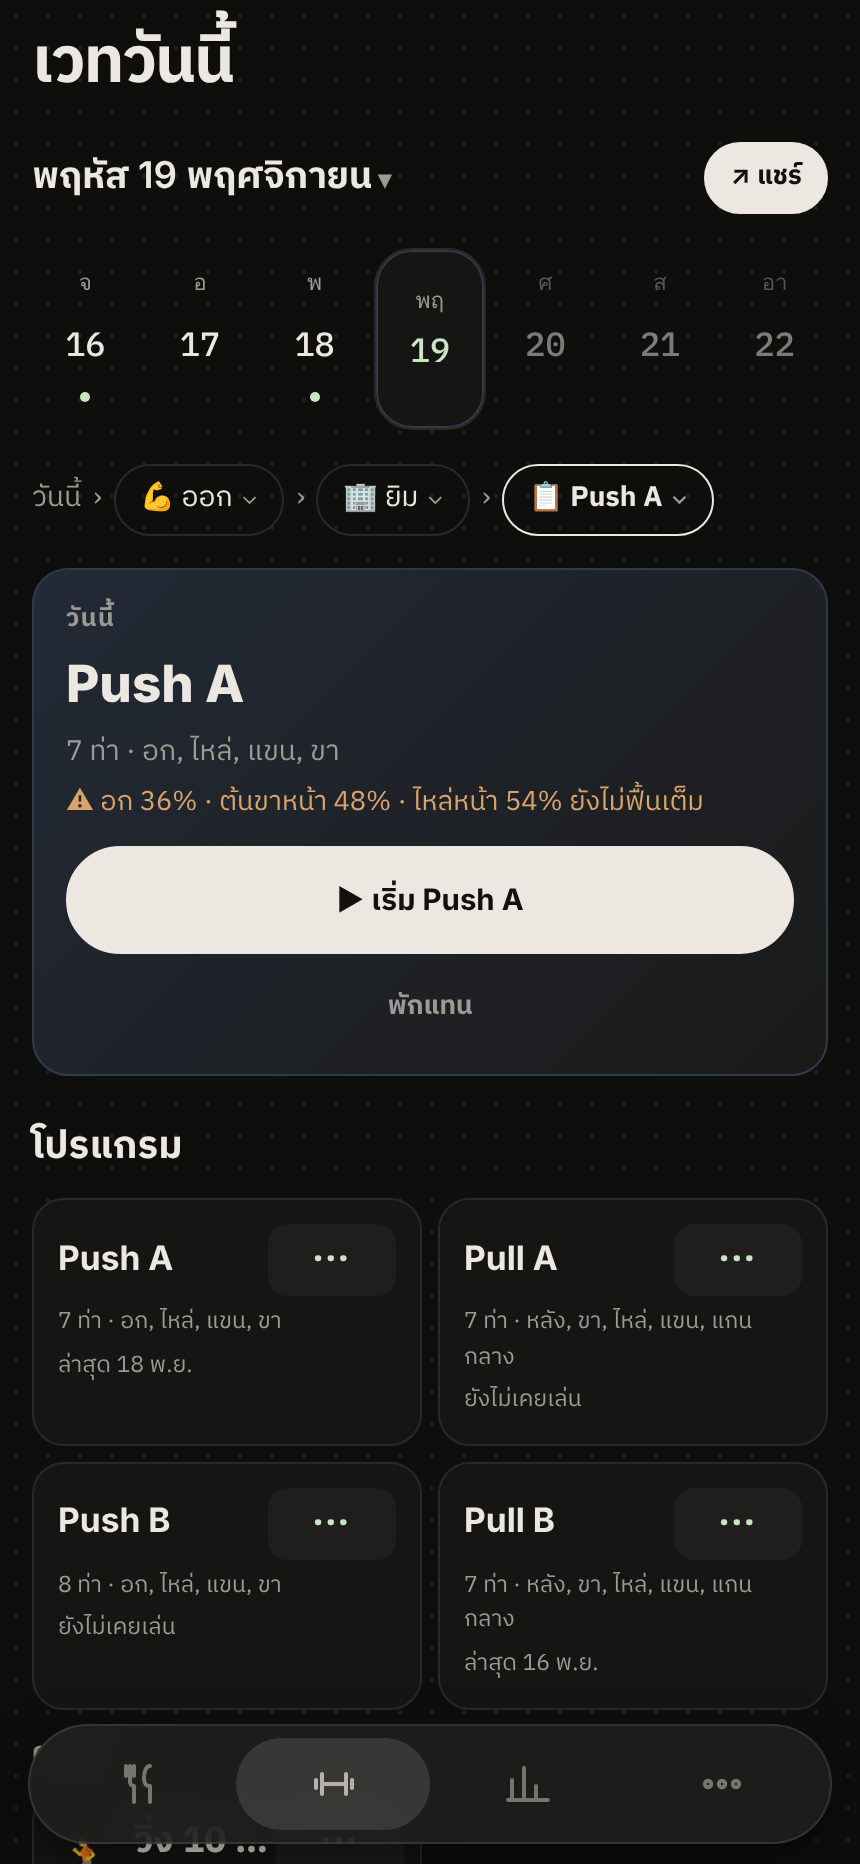 เวทวันนี้
พฤหัส 19 พฤศจิกายน ▾
↗ แชร์
จ อ พ พฤ ศ ส อา
16 17 18 19 20 21 22
วันนี้ › 💪 ออก › 🏢 ยิม › 📋 Push A
วันนี้
Push A
7 ท่า · อก, ไหล่, แขน, ขา
⚠ อก 36% · ต้นขาหน้า 48% · ไหล่หน้า 54% ยังไม่ฟื้นเต็ม
▶ เริ่ม Push A
พักแทน
โปรแกรม
Push A
7 ท่า · อก, ไหล่, แขน, ขา
ล่าสุด 18 พ.ย.
Pull A
7 ท่า · หลัง, ขา, ไหล่, แขน, แกน
กลาง
ยังไม่เคยเล่น
Push B
8 ท่า · อก, ไหล่, แขน, ขา
ยังไม่เคยเล่น
Pull B
7 ท่า · หลัง, ขา, ไหล่, แขน, แกน
กลาง
ล่าสุด 16 พ.ย.
วิ่ง 10 ...